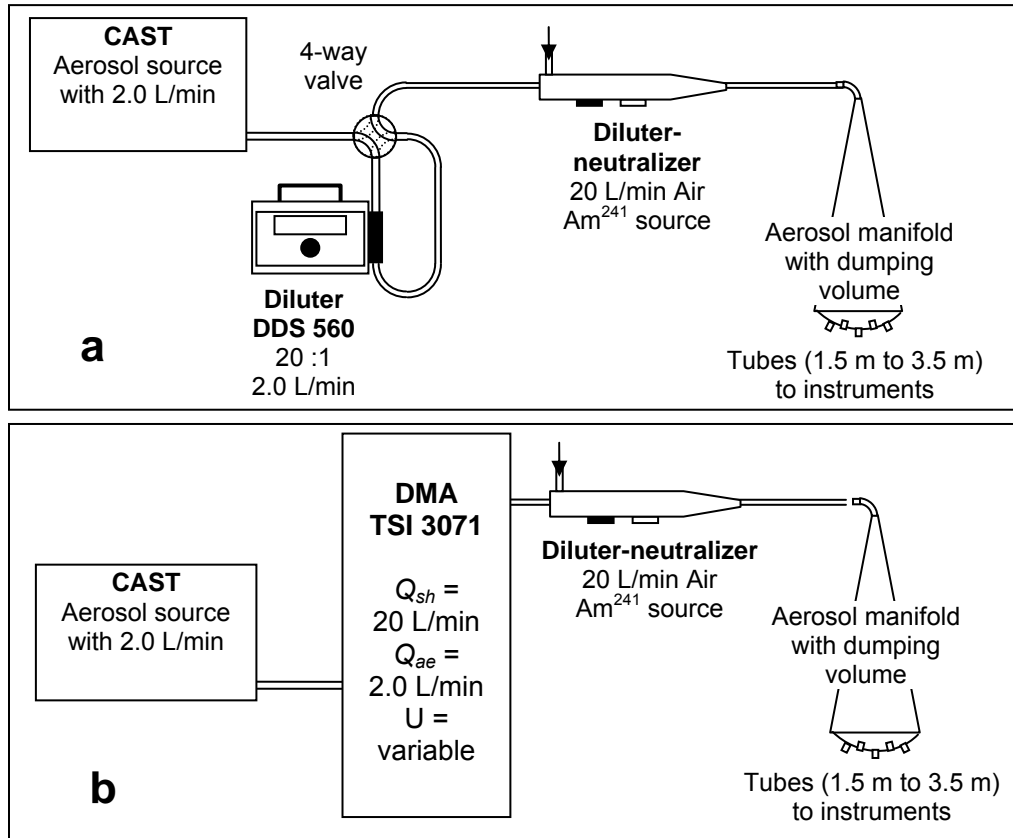 CAST
Aerosol source
with 2.0 L/min
4-way
valve
Diluter
DDS 560
20 :1
2.0 L/min
Diluter-
neutralizer
20 L/min Air
Am²⁴¹ source
Aerosol manifold
with dumping
volume
Tubes (1.5 m to 3.5 m)
to instruments
a
CAST
Aerosol source
with 2.0 L/min
DMA
TSI 3071
Qsh =
20 L/min
Qae =
2.0 L/min
U =
variable
Diluter-neutralizer
20 L/min Air
Am²⁴¹ source
Aerosol manifold
with dumping
volume
Tubes (1.5 m to 3.5 m)
to instruments
b